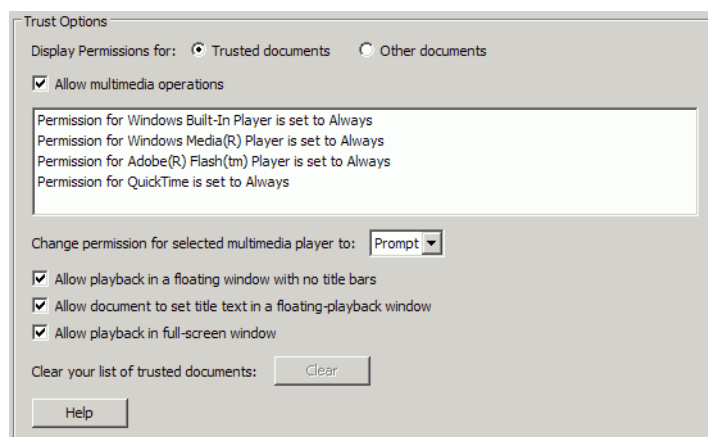 Trust Options
Display Permissions for: Trusted documents Other documents
Allow multimedia operations
Permission for Windows Built-In Player is set to Always
Permission for Windows Media(R) Player is set to Always
Permission for Adobe(R) Flash(tm) Player is set to Always
Permission for QuickTime is set to Always
Change permission for selected multimedia player to: Prompt
Allow playback in a floating window with no title bars
Allow document to set title text in a floating-playback window
Allow playback in full-screen window
Clear your list of trusted documents: Clear
Help